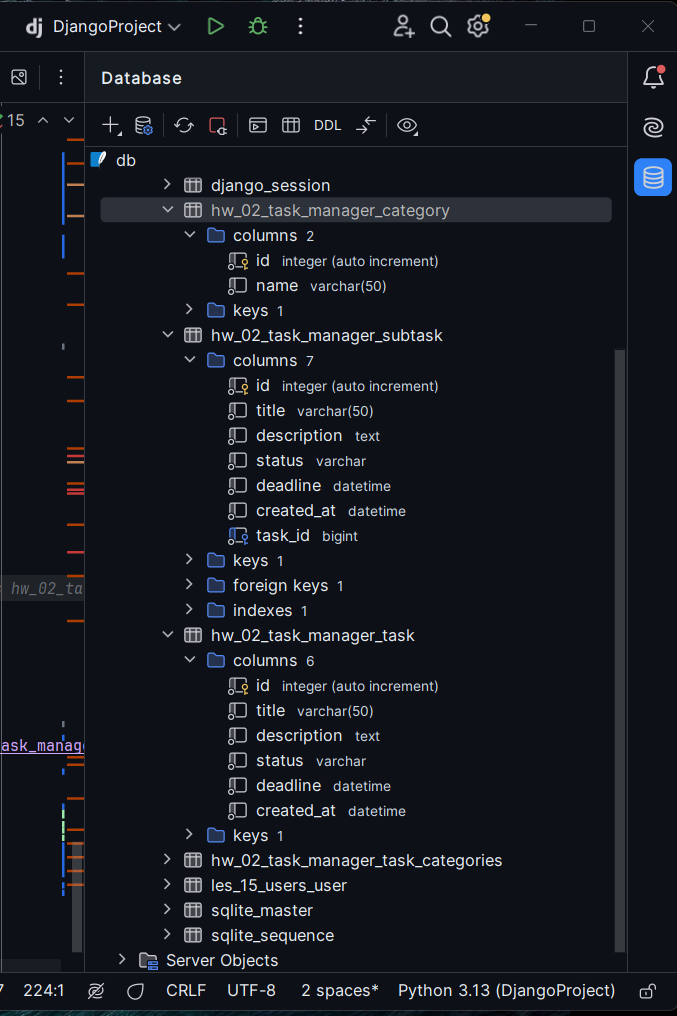 dj DjangoProject
Database
15
DDL
db
django_session
hw_02_task_manager_category
columns 2
id integer (auto increment)
name varchar(50)
keys 1
hw_02_task_manager_subtask
columns 7
id integer (auto increment)
title varchar(50)
description text
status varchar
deadline datetime
created_at datetime
task_id bigint
keys 1
hw_02_ta
foreign keys 1
indexes 1
hw_02_task_manager_task
columns 6
id integer (auto increment)
title varchar(50)
description text
ask_manag
status varchar
deadline datetime
created_at datetime
keys 1
hw_02_task_manager_task_categories
les_15_users_user
sqlite_master
sqlite_sequence
Server Objects
224:1 CRLF UTF-8 2 spaces* Python 3.13 (DjangoProject)